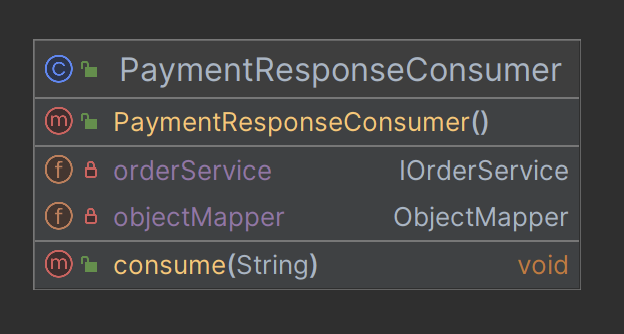 PaymentResponseConsumer
PaymentResponseConsumer()
orderService IOrderService
objectMapper ObjectMapper
consume(String) void